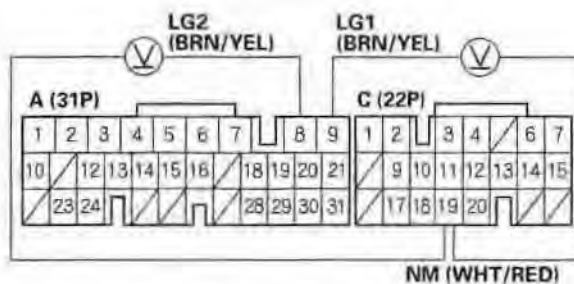 LG2 LG1
(BRN/YEL) (BRN/YEL)
V V
A (31P) C (22P)
1 2 3 4 5 6 7 8 9 1 2 3 4 6 7
10 12 13 14 15 16 18 19 20 21 9 10 11 12 13 14 15
23 24 28 29 30 31 17 18 19 20
NM (WHT/RED)